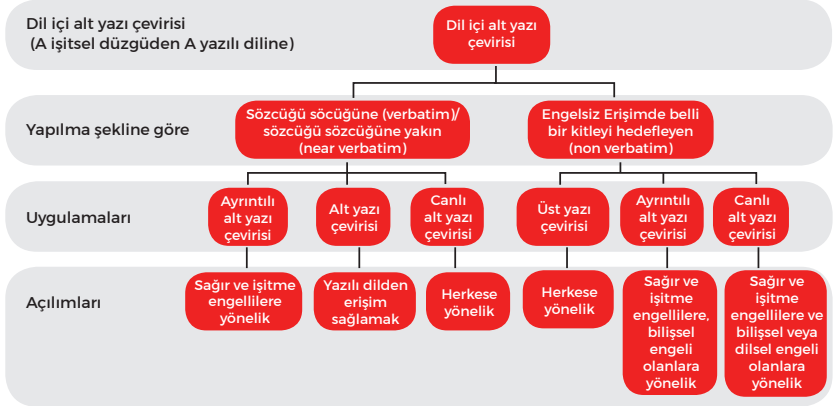 Dil içi alt yazı çevirisi
(A işitsel düzgüden A yazılı diline)
Dil içi alt yazı
çevirisi
Yapılma şekline göre
Sözcüğü söcüğüne (verbatim)/
sözcüğü sözcüğüne yakın
(near verbatim)
Engelsiz Erişimde belli
bir kitleyi hedefleyen
(non verbatim)
Uygulamaları
Ayrıntılı
alt yazı
çevirisi
Alt yazı
çevirisi
Canlı
alt yazı
çevirisi
Üst yazı
çevirisi
Ayrıntılı
alt yazı
çevirisi
Canlı
alt yazı
çevirisi
Açılımları
Sağır ve işitme
engellilere
yönelik
Yazılı dilden
erişim
sağlamak
Herkese
yönelik
Herkese
yönelik
Sağır ve
işitme
engellilere,
bilişsel
engeli
olanlara
yönelik
Sağır ve
işitme
engellilere ve
bilişsel veya
dilsel engeli
olanlara
yönelik